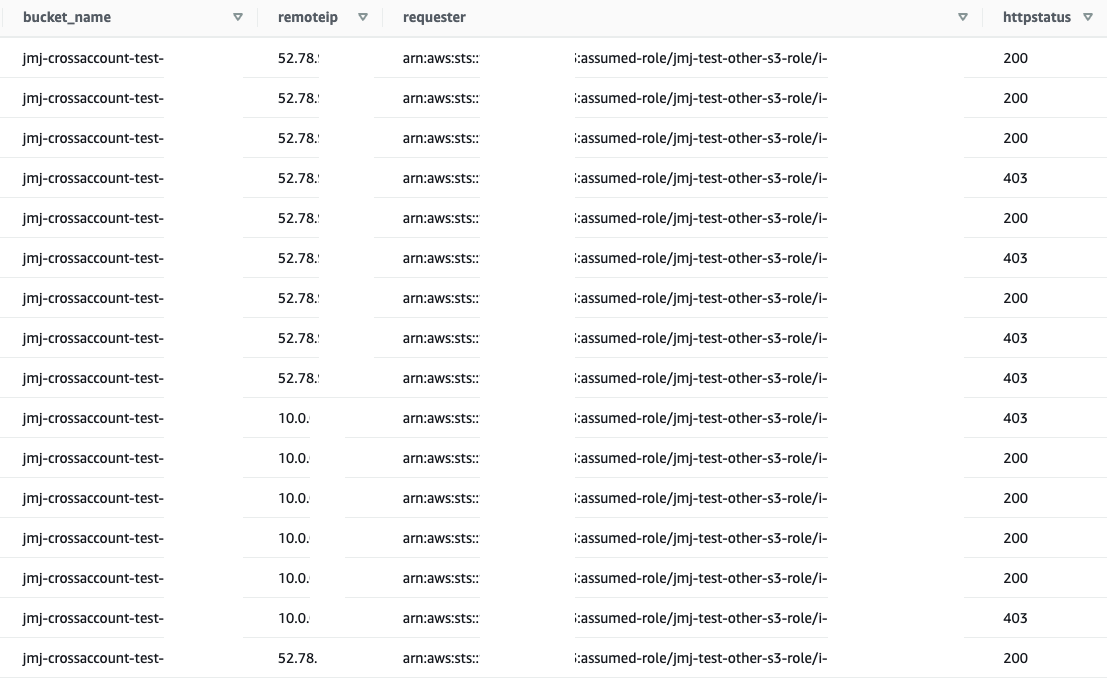 bucket_name remoteip requester httpstatus
jmj-crossaccount-test- 52.78. arn:aws:sts:: :assumed-role/jmj-test-other-s3-role/i- 200
jmj-crossaccount-test- 52.78. arn:aws:sts:: :assumed-role/jmj-test-other-s3-role/i- 200
jmj-crossaccount-test- 52.78. arn:aws:sts:: :assumed-role/jmj-test-other-s3-role/i- 200
jmj-crossaccount-test- 52.78. arn:aws:sts:: :assumed-role/jmj-test-other-s3-role/i- 403
jmj-crossaccount-test- 52.78. arn:aws:sts:: :assumed-role/jmj-test-other-s3-role/i- 200
jmj-crossaccount-test- 52.78. arn:aws:sts:: :assumed-role/jmj-test-other-s3-role/i- 403
jmj-crossaccount-test- 52.78. arn:aws:sts:: :assumed-role/jmj-test-other-s3-role/i- 200
jmj-crossaccount-test- 52.78. arn:aws:sts:: :assumed-role/jmj-test-other-s3-role/i- 403
jmj-crossaccount-test- 52.78. arn:aws:sts:: :assumed-role/jmj-test-other-s3-role/i- 403
jmj-crossaccount-test- 10.0. arn:aws:sts:: :assumed-role/jmj-test-other-s3-role/i- 403
jmj-crossaccount-test- 10.0. arn:aws:sts:: :assumed-role/jmj-test-other-s3-role/i- 200
jmj-crossaccount-test- 10.0. arn:aws:sts:: :assumed-role/jmj-test-other-s3-role/i- 200
jmj-crossaccount-test- 10.0. arn:aws:sts:: :assumed-role/jmj-test-other-s3-role/i- 200
jmj-crossaccount-test- 10.0. arn:aws:sts:: :assumed-role/jmj-test-other-s3-role/i- 200
jmj-crossaccount-test- 10.0. arn:aws:sts:: :assumed-role/jmj-test-other-s3-role/i- 403
jmj-crossaccount-test- 52.78. arn:aws:sts:: :assumed-role/jmj-test-other-s3-role/i- 200